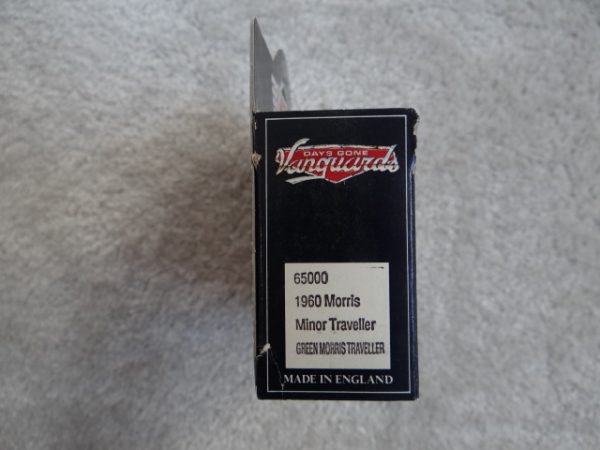 DAYS GONE
Vanguards
65000
1960 Morris
Minor Traveller
GREEN MORRIS TRAVELLER
MADE IN ENGLAND